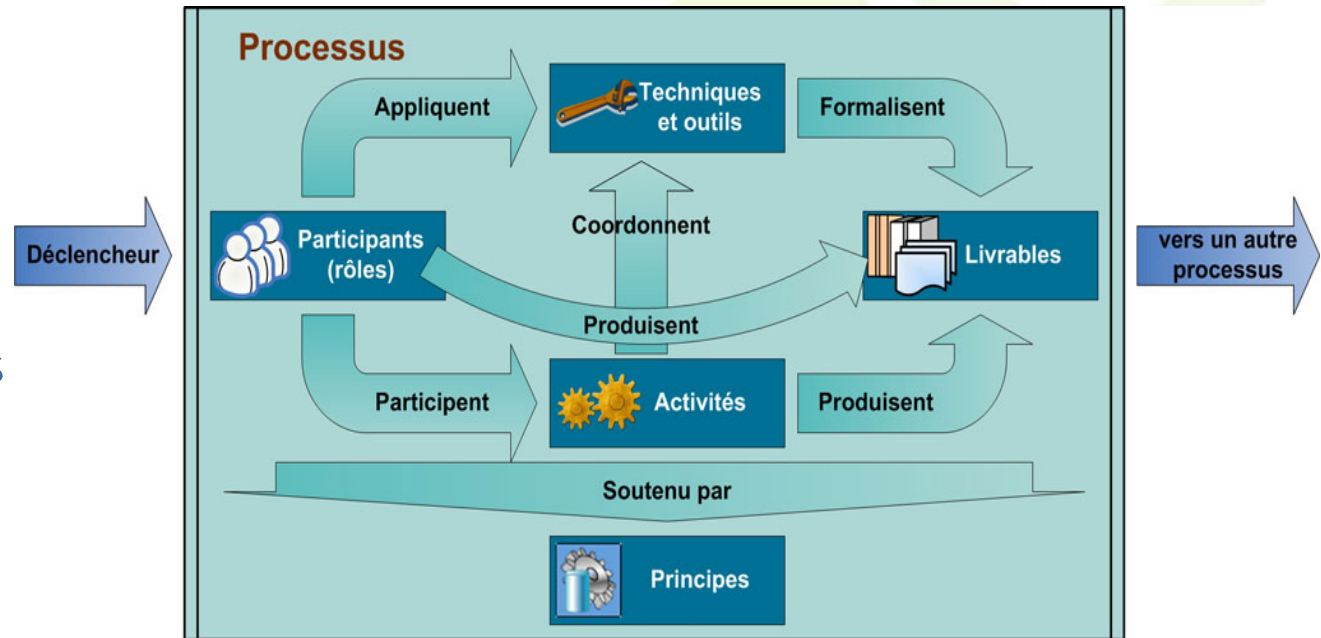 Processus
Appliquent
Techniques
et outils
Formalisent
Déclencheur
Participants
(rôles)
Coordonnent
Livrables
vers un autre
processus
Produisent
Participent
Activités
Produisent
Soutenu par
Principes